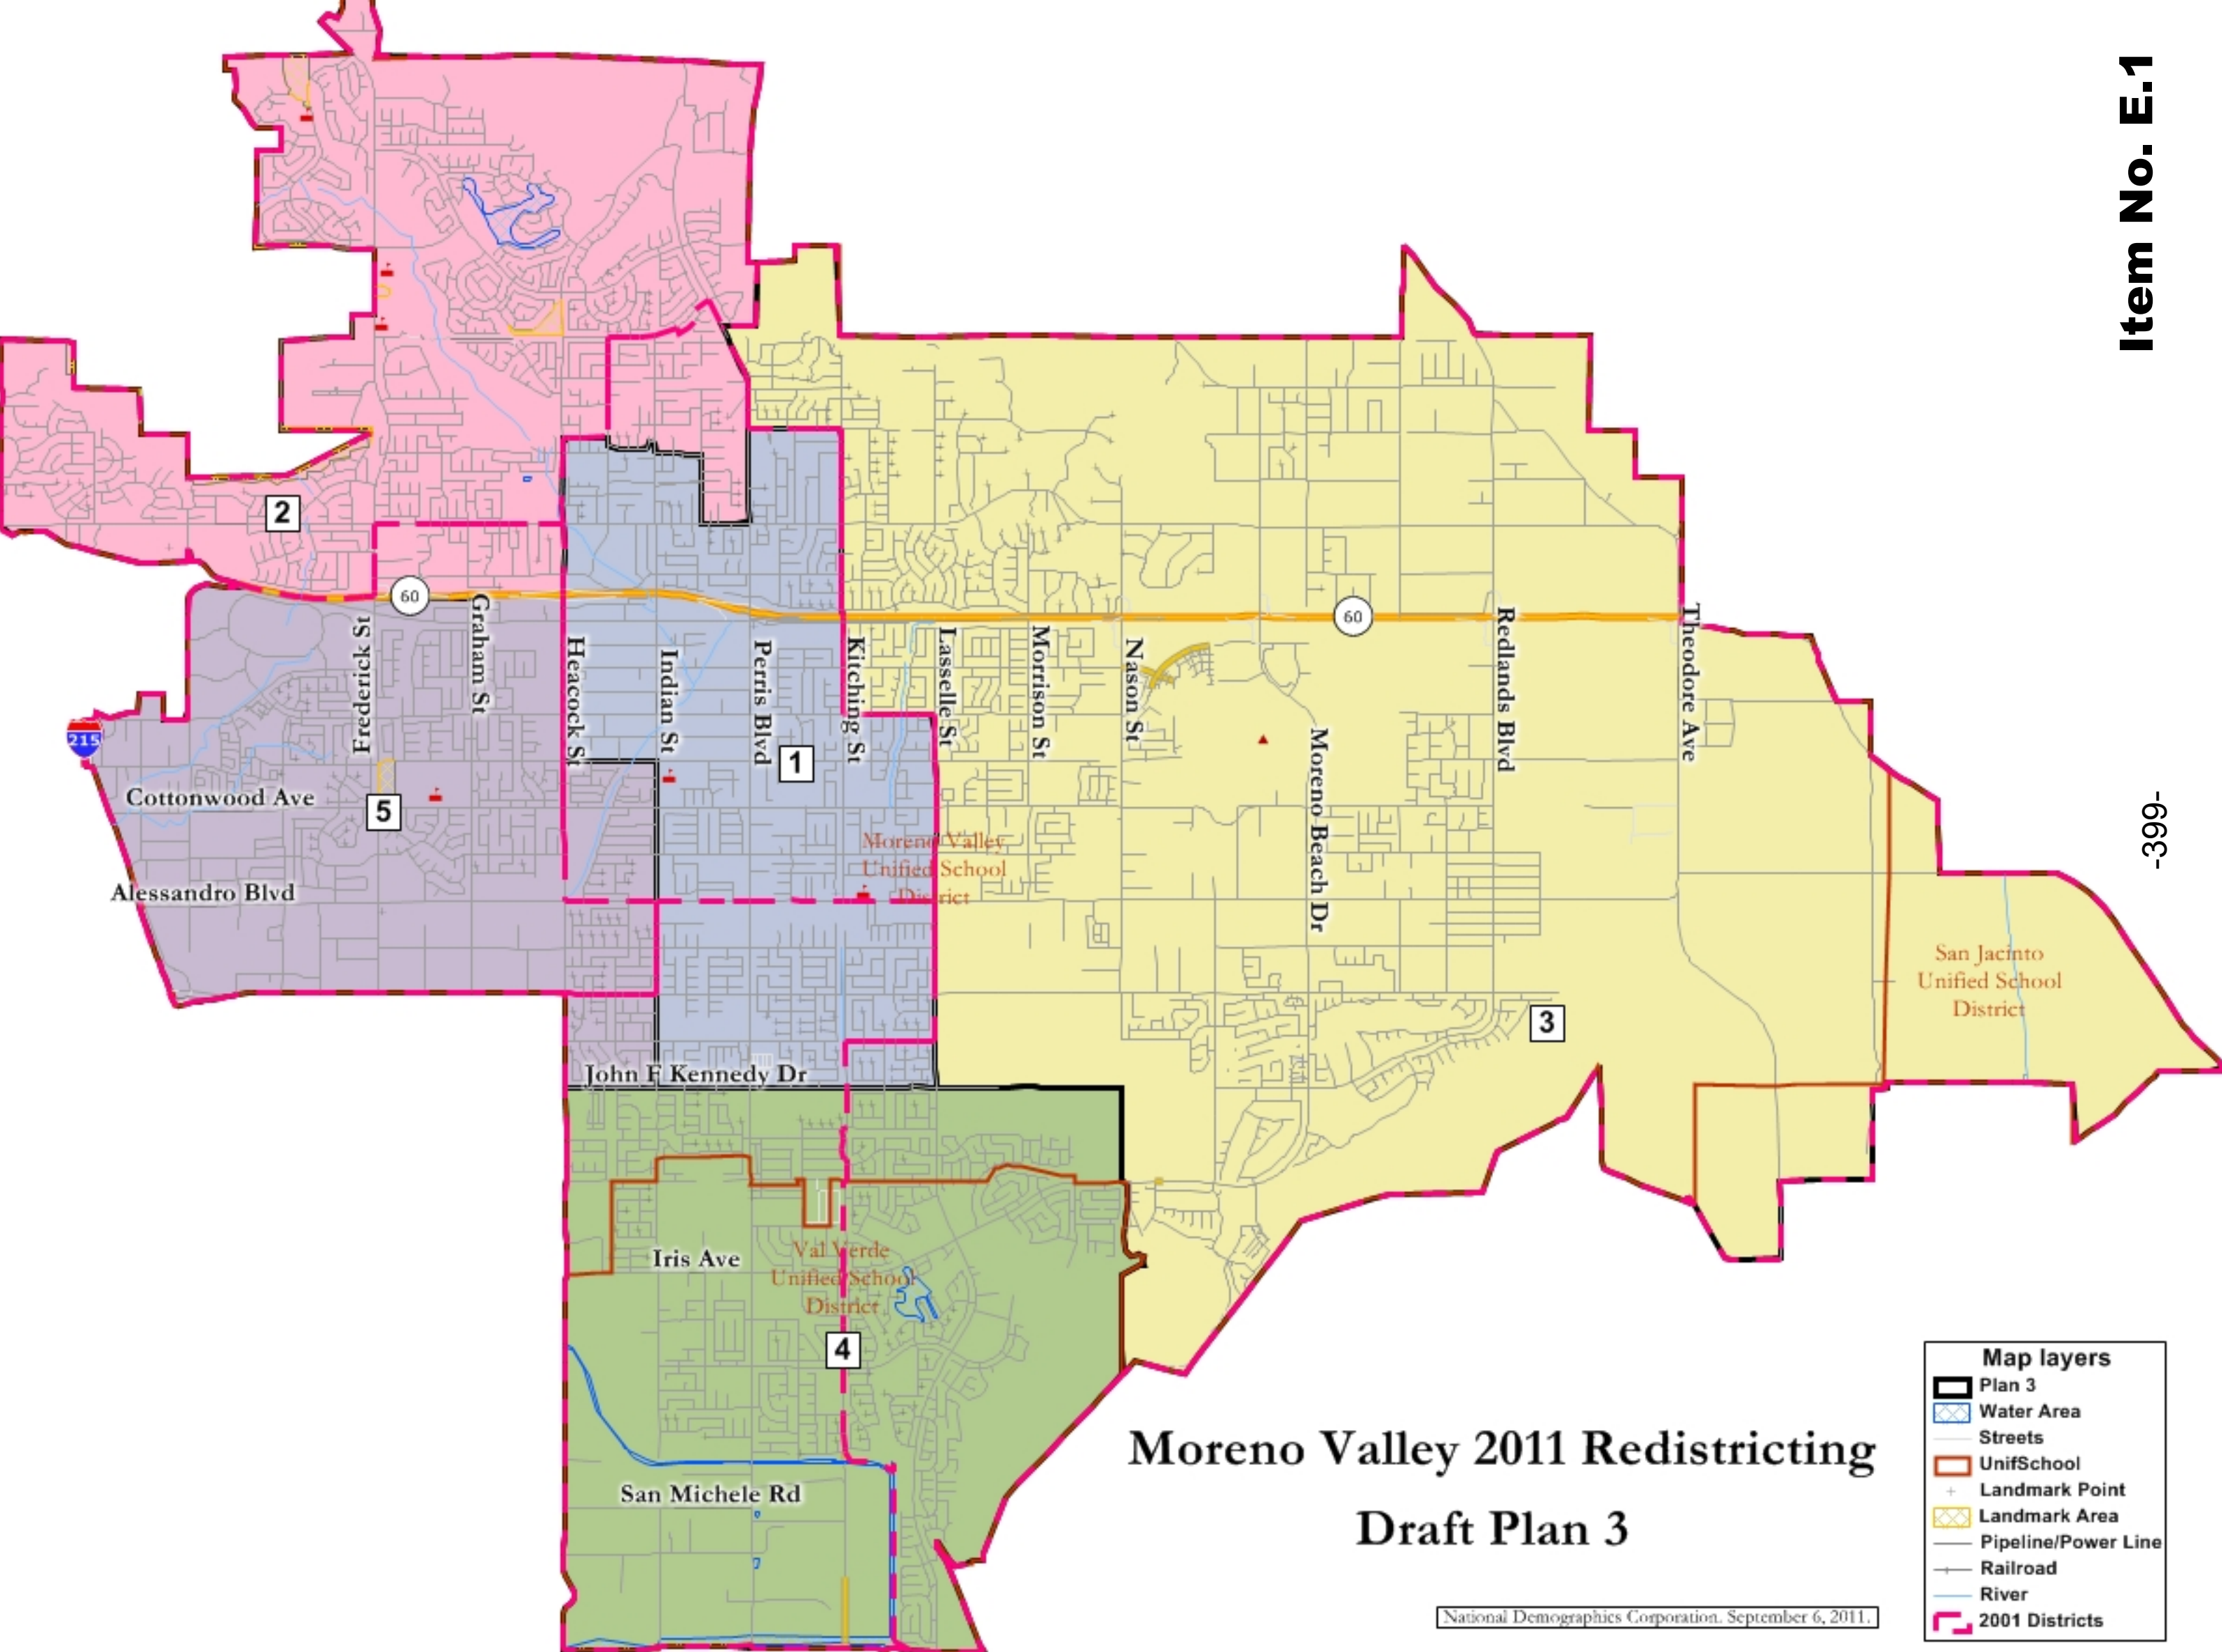 Item No. E.1
-399-
2
60
60
Frederick St
Graham St
Heacock St
Indian St
Perris Blvd
Kitching St
Lasselle St
Morrison St
Nason St
Moreno Beach Dr
Redlands Blvd
Theodore Ave
215
1
Cottonwood Ave
5
Moreno Valley
Unified School
District
Alessandro Blvd
San Jacinto
Unified School
District
3
John F Kennedy Dr
Iris Ave
Val Verde
Unified School
District
4
San Michele Rd
Moreno Valley 2011 Redistricting
Draft Plan 3
National Demographics Corporation. September 6, 2011.
Map layers
Plan 3
Water Area
Streets
UnifSchool
Landmark Point
Landmark Area
Pipeline/Power Line
Railroad
River
2001 Districts